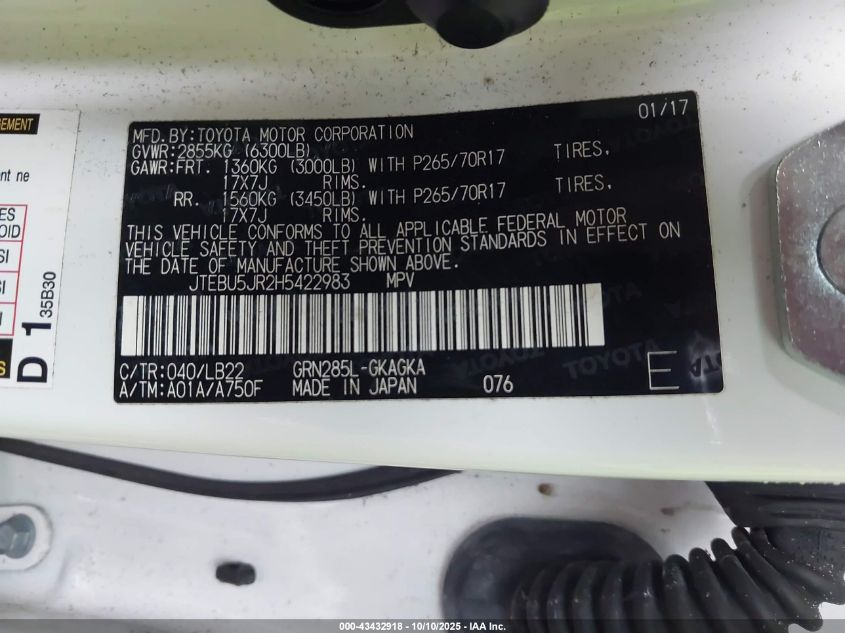 01/17
MFD.BY:TOYOTA MOTOR CORPORATION
GVWR:2855KG (6300LB)
GAWR:FRT. 1360KG (3000LB) WITH P265/70R17 TIRES,
17X7J RIMS.
RR. 1560KG (3450LB) WITH P265/70R17 TIRES,
17X7J RIMS.
THIS VEHICLE CONFORMS TO ALL APPLICABLE FEDERAL MOTOR
VEHICLE SAFETY AND THEFT PREVENTION STANDARDS IN EFFECT ON
THE DATE OF MANUFACTURE SHOWN ABOVE.
JTEBU5JR2H5422983 MPV
C/TR:040/LB22 GRN285L-GKAGKA
A/TM:A01A/A750F MADE IN JAPAN 076 E
TOYOTA
TOYOTA
D 1 35B30
000-43432918 - 10/10/2025 - IAA Inc.